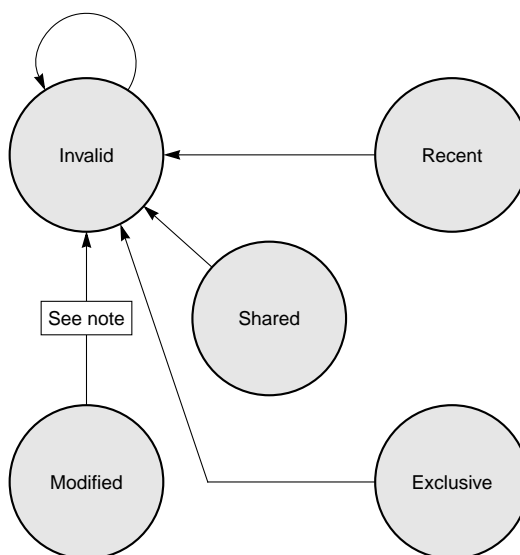 Invalid
Recent
See note
Shared
Modified
Exclusive